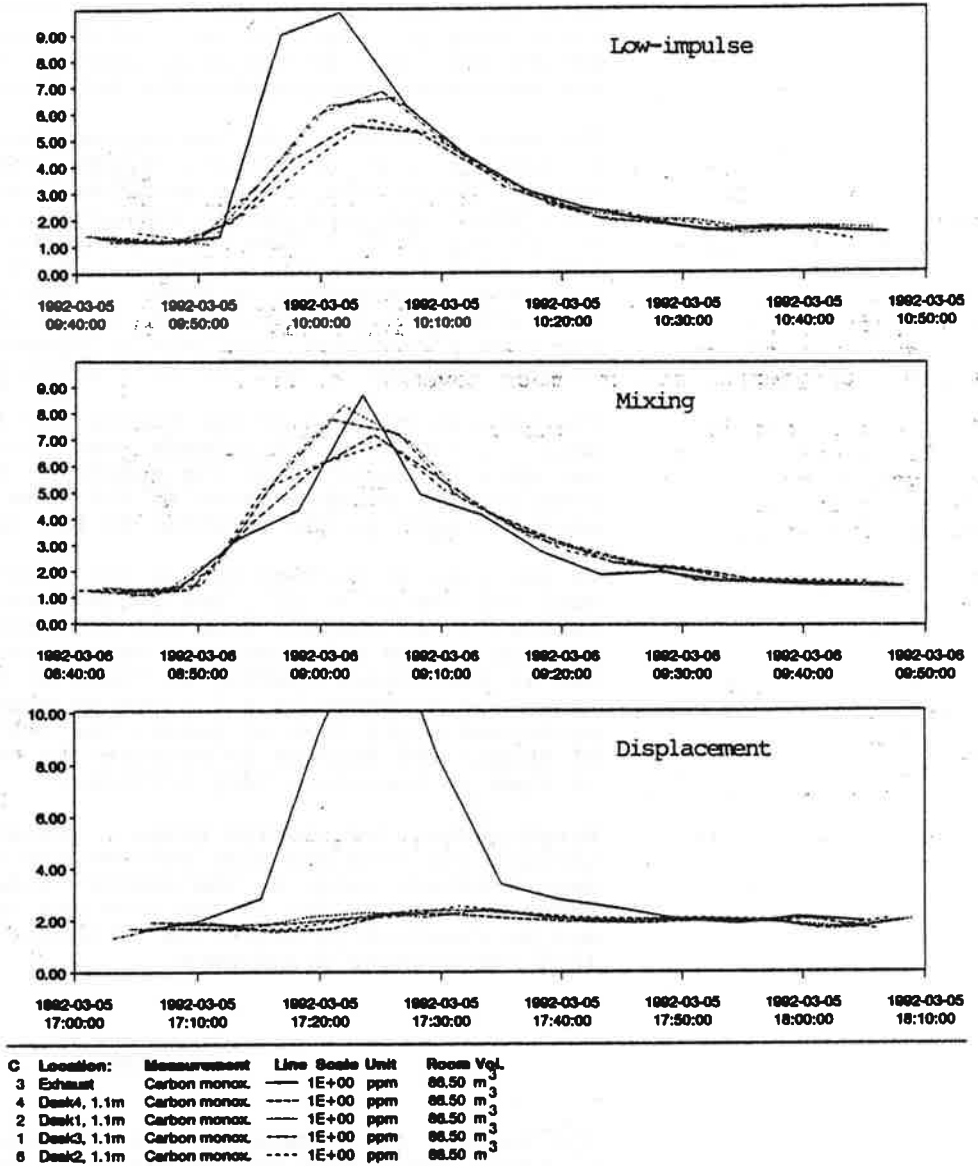 Low-impulse
9.00
8.00
7.00
6.00
5.00
4.00
3.00
2.00
1.00
0.00
1992-03-05 1992-03-05 1992-03-05 1992-03-05 1992-03-05 1992-03-05 1992-03-05 1992-03-05
09:40:00 09:50:00 10:00:00 10:10:00 10:20:00 10:30:00 10:40:00 10:50:00
Mixing
9.00
8.00
7.00
6.00
5.00
4.00
3.00
2.00
1.00
0.00
1992-03-06 1992-03-06 1992-03-06 1992-03-06 1992-03-06 1992-03-06 1992-03-06 1992-03-06
08:40:00 08:50:00 09:00:00 09:10:00 09:20:00 09:30:00 09:40:00 09:50:00
Displacement
10.00
8.00
6.00
4.00
2.00
0.00
1992-03-05 1992-03-05 1992-03-05 1992-03-05 1992-03-05 1992-03-05 1992-03-05 1992-03-05
17:00:00 17:10:00 17:20:00 17:30:00 17:40:00 17:50:00 18:00:00 18:10:00
C Location: Measurement Line Scale Unit Room Vol.
3 Exhaust Carbon monox. 1E+00 ppm 86.50 m3
4 Desk4, 1.1m Carbon monox. 1E+00 ppm 86.50 m3
2 Desk1, 1.1m Carbon monox. 1E+00 ppm 86.50 m3
1 Desk3, 1.1m Carbon monox. 1E+00 ppm 86.50 m3
6 Desk2, 1.1m Carbon monox. 1E+00 ppm 86.50 m3